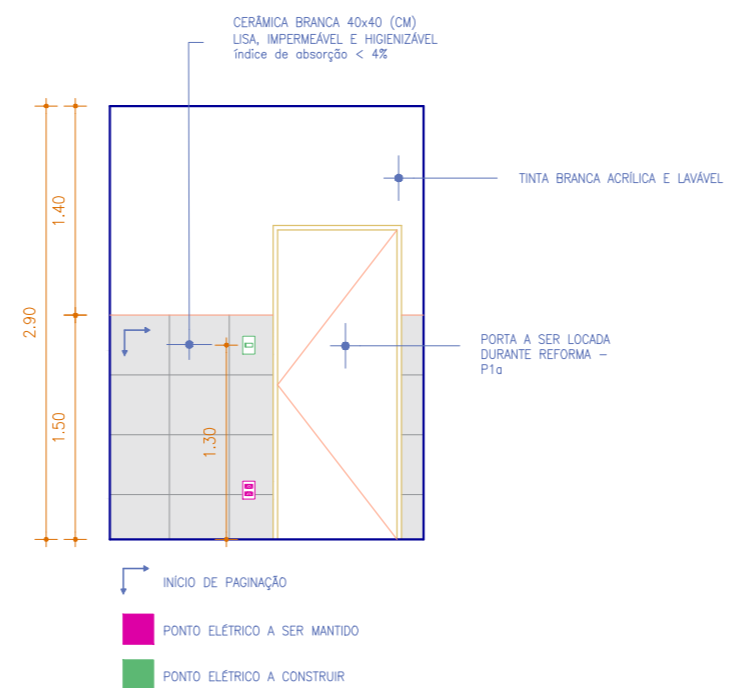 CERÂMICA BRANCA 40x40 (CM)
LISA, IMPERMEÁVEL E HIGIENIZÁVEL
índice de absorção < 4%
TINTA BRANCA ACRÍLICA E LAVÁVEL
1.40
2.90
PORTA A SER LOCADA
DURANTE REFORMA –
P1a
1.50
1.30
INÍCIO DE PAGINAÇÃO
PONTO ELÉTRICO A SER MANTIDO
PONTO ELÉTRICO A CONSTRUIR